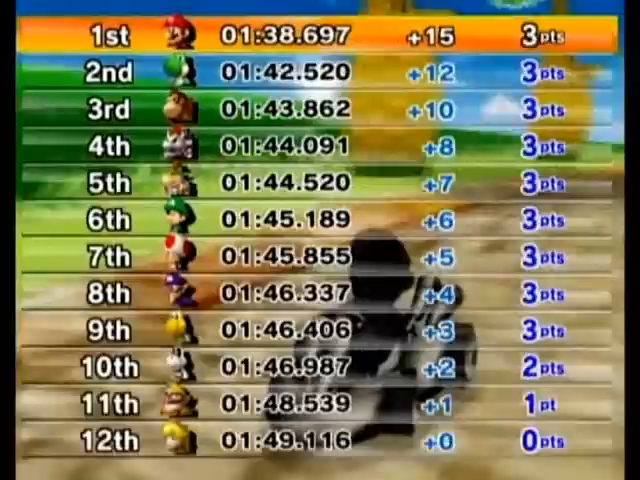 1st 01:38.697 +15 3pts
2nd 01:42.520 +12 3pts
3rd 01:43.862 +10 3pts
4th 01:44.091 +8 3pts
5th 01:44.520 +7 3pts
6th 01:45.189 +6 3pts
7th 01:45.855 +5 3pts
8th 01:46.337 +4 3pts
9th 01:46.406 +3 3pts
10th 01:46.987 +2 2pts
11th 01:48.539 +1 1pt
12th 01:49.116 +0 0pts